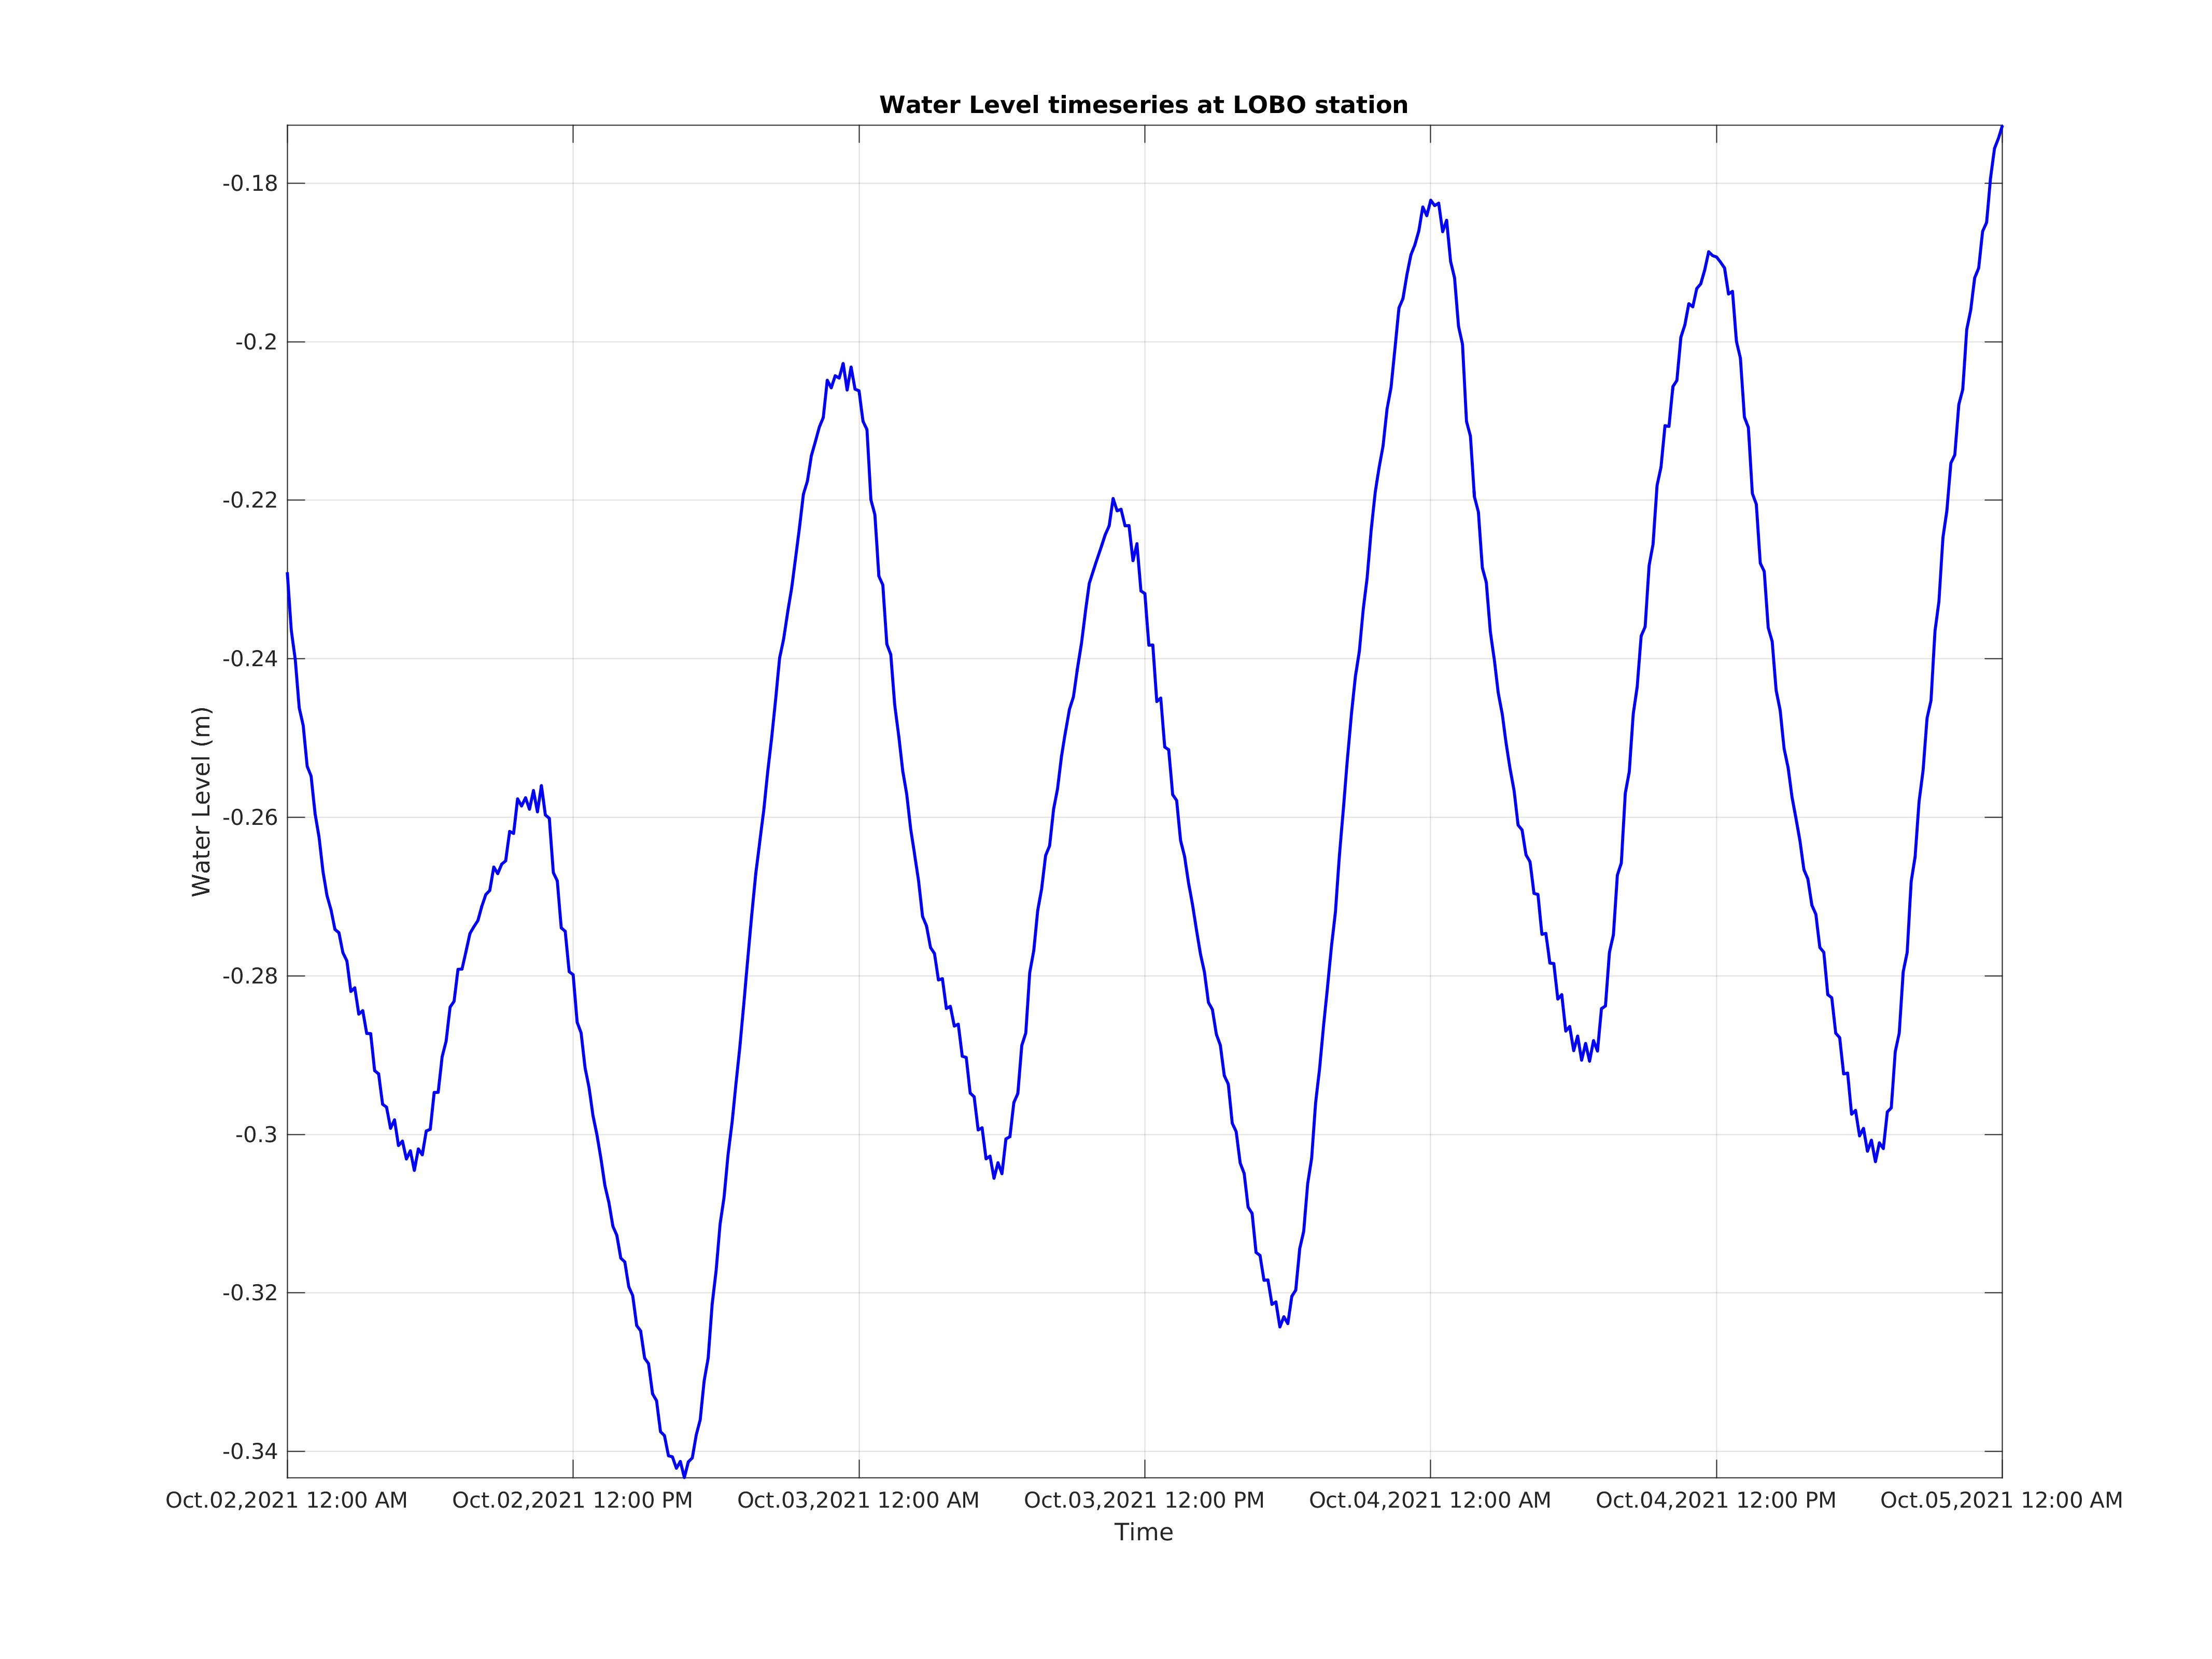 Water Level timeseries at LOBO station
-0.18
-0.2
-0.22
-0.24
-0.26
-0.28
-0.3
-0.32
-0.34
Water Level (m)
Oct.02,2021 12:00 AM Oct.02,2021 12:00 PM Oct.03,2021 12:00 AM Oct.03,2021 12:00 PM Oct.04,2021 12:00 AM Oct.04,2021 12:00 PM Oct.05,2021 12:00 AM
Time